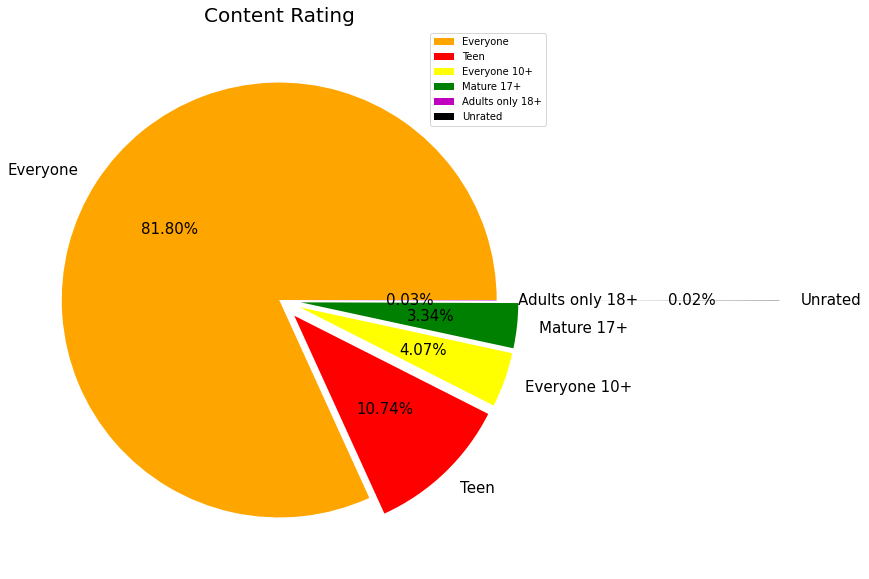 Content Rating
Everyone
Teen
Everyone 10+
Mature 17+
Adults only 18+
Unrated
Everyone
81.80%
0.03%
Adults only 18+
0.02%
Unrated
3.34%
Mature 17+
4.07%
Everyone 10+
10.74%
Teen